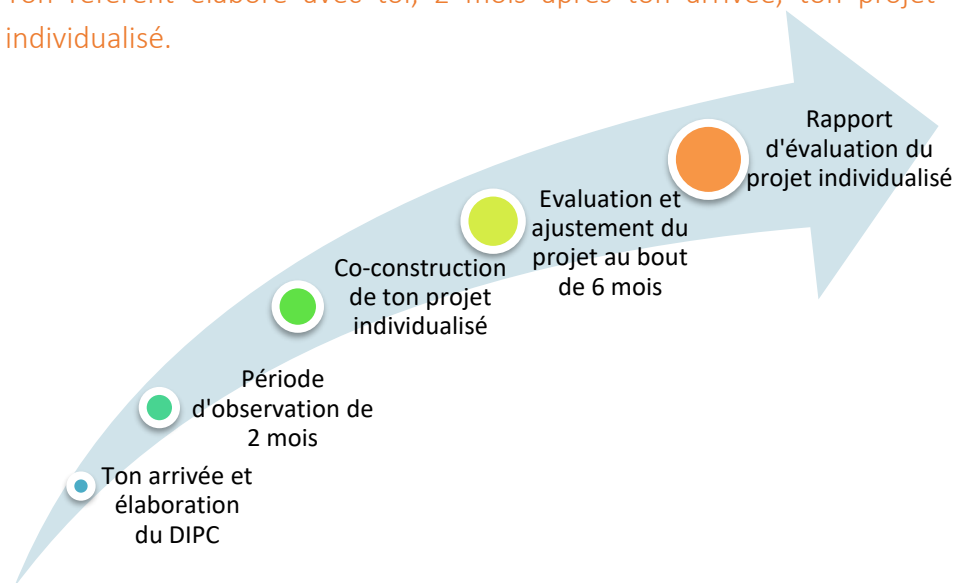 Ton référent élabore avec toi, 2 mois après ton arrivée, ton projet
individualisé.
Rapport
d'évaluation du
projet individualisé
Evaluation et
ajustement du
projet au bout
de 6 mois
Co-construction
de ton projet
individualisé
Période
d'observation de
2 mois
Ton arrivée et
élaboration
du DIPC